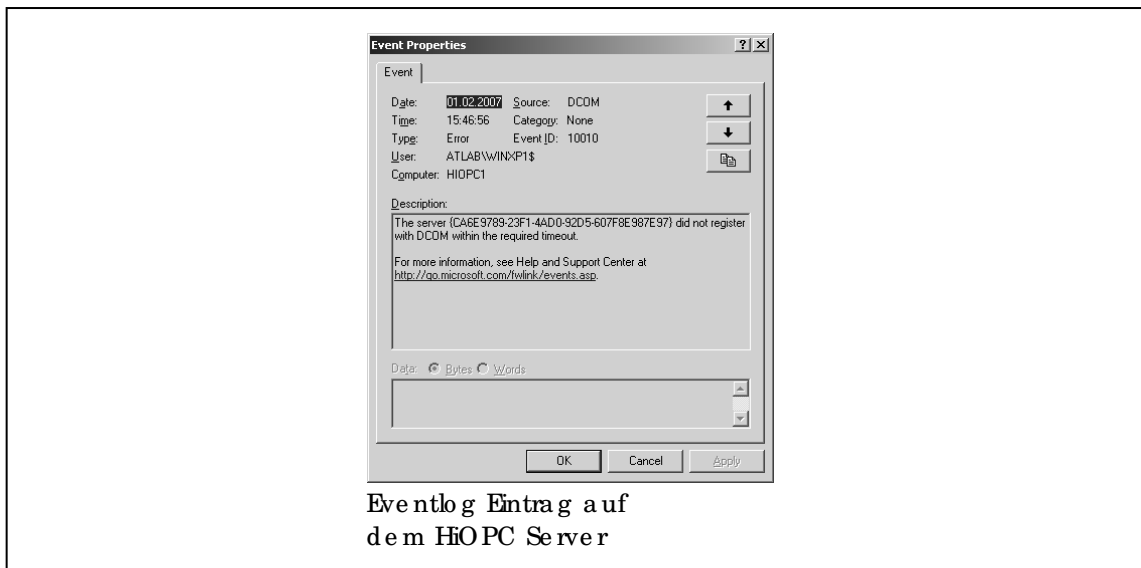 Event Properties
Event
Date: 01.02.2007 Source: DCOM
Time: 15:46:56 Category: None
Type: Error Event ID: 10010
User: ATLAB\WINXP1$
Computer: HIOPC1
Description:
The server {CA6E9789-23F1-4AD0-92D5-607F8E987E97} did not register
with DCOM within the required timeout.
For more information, see Help and Support Center at
http://go.microsoft.com/fwlink/events.asp.
Data: Bytes Words
OK Cancel Apply
Eventlog Eintrag auf
dem HiOPC Server